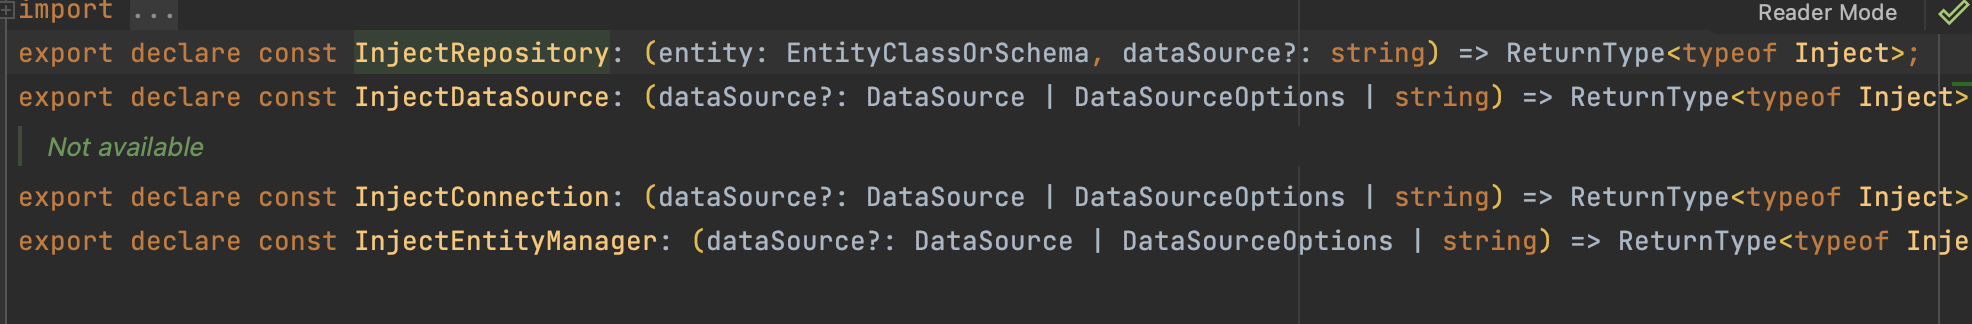 import ...
Reader Mode
export declare const InjectRepository: (entity: EntityClassOrSchema, dataSource?: string) => ReturnType<typeof Inject>;
export declare const InjectDataSource: (dataSource?: DataSource | DataSourceOptions | string) => ReturnType<typeof Inject>
Not available
export declare const InjectConnection: (dataSource?: DataSource | DataSourceOptions | string) => ReturnType<typeof Inject>
export declare const InjectEntityManager: (dataSource?: DataSource | DataSourceOptions | string) => ReturnType<typeof Inje